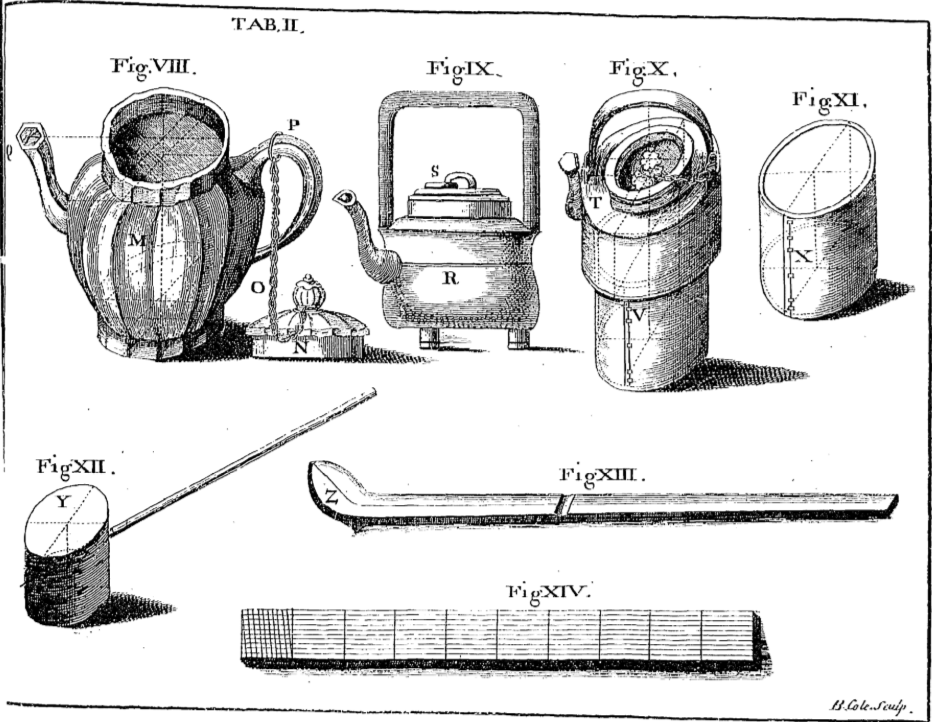 TAB. II.
Fig. VIII.
Fig IX.
Fig. X.
Fig XI.
P
S
T
M
X
R
O
V
N
Fig XII.
Y
Fig XIII.
Z
Fig XIV.
B. Cole. Sculp.